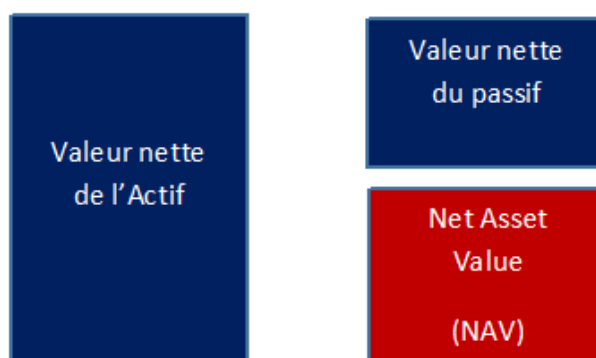 Valeur nette
de l'Actif
Valeur nette
du passif
Net Asset
Value
(NAV)